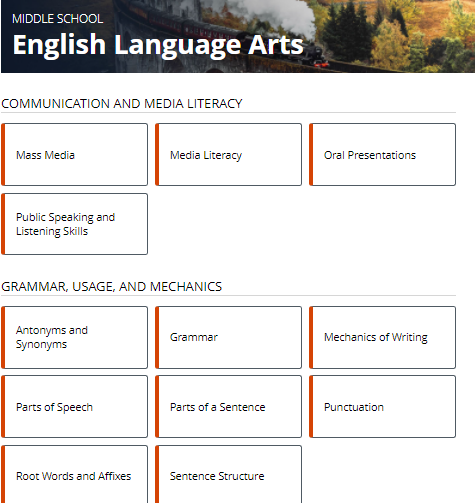 MIDDLE SCHOOL
English Language Arts
COMMUNICATION AND MEDIA LITERACY
Mass Media
Media Literacy
Oral Presentations
Public Speaking and
Listening Skills
GRAMMAR, USAGE, AND MECHANICS
Antonyms and
Synonyms
Grammar
Mechanics of Writing
Parts of Speech
Parts of a Sentence
Punctuation
Root Words and Affixes
Sentence Structure